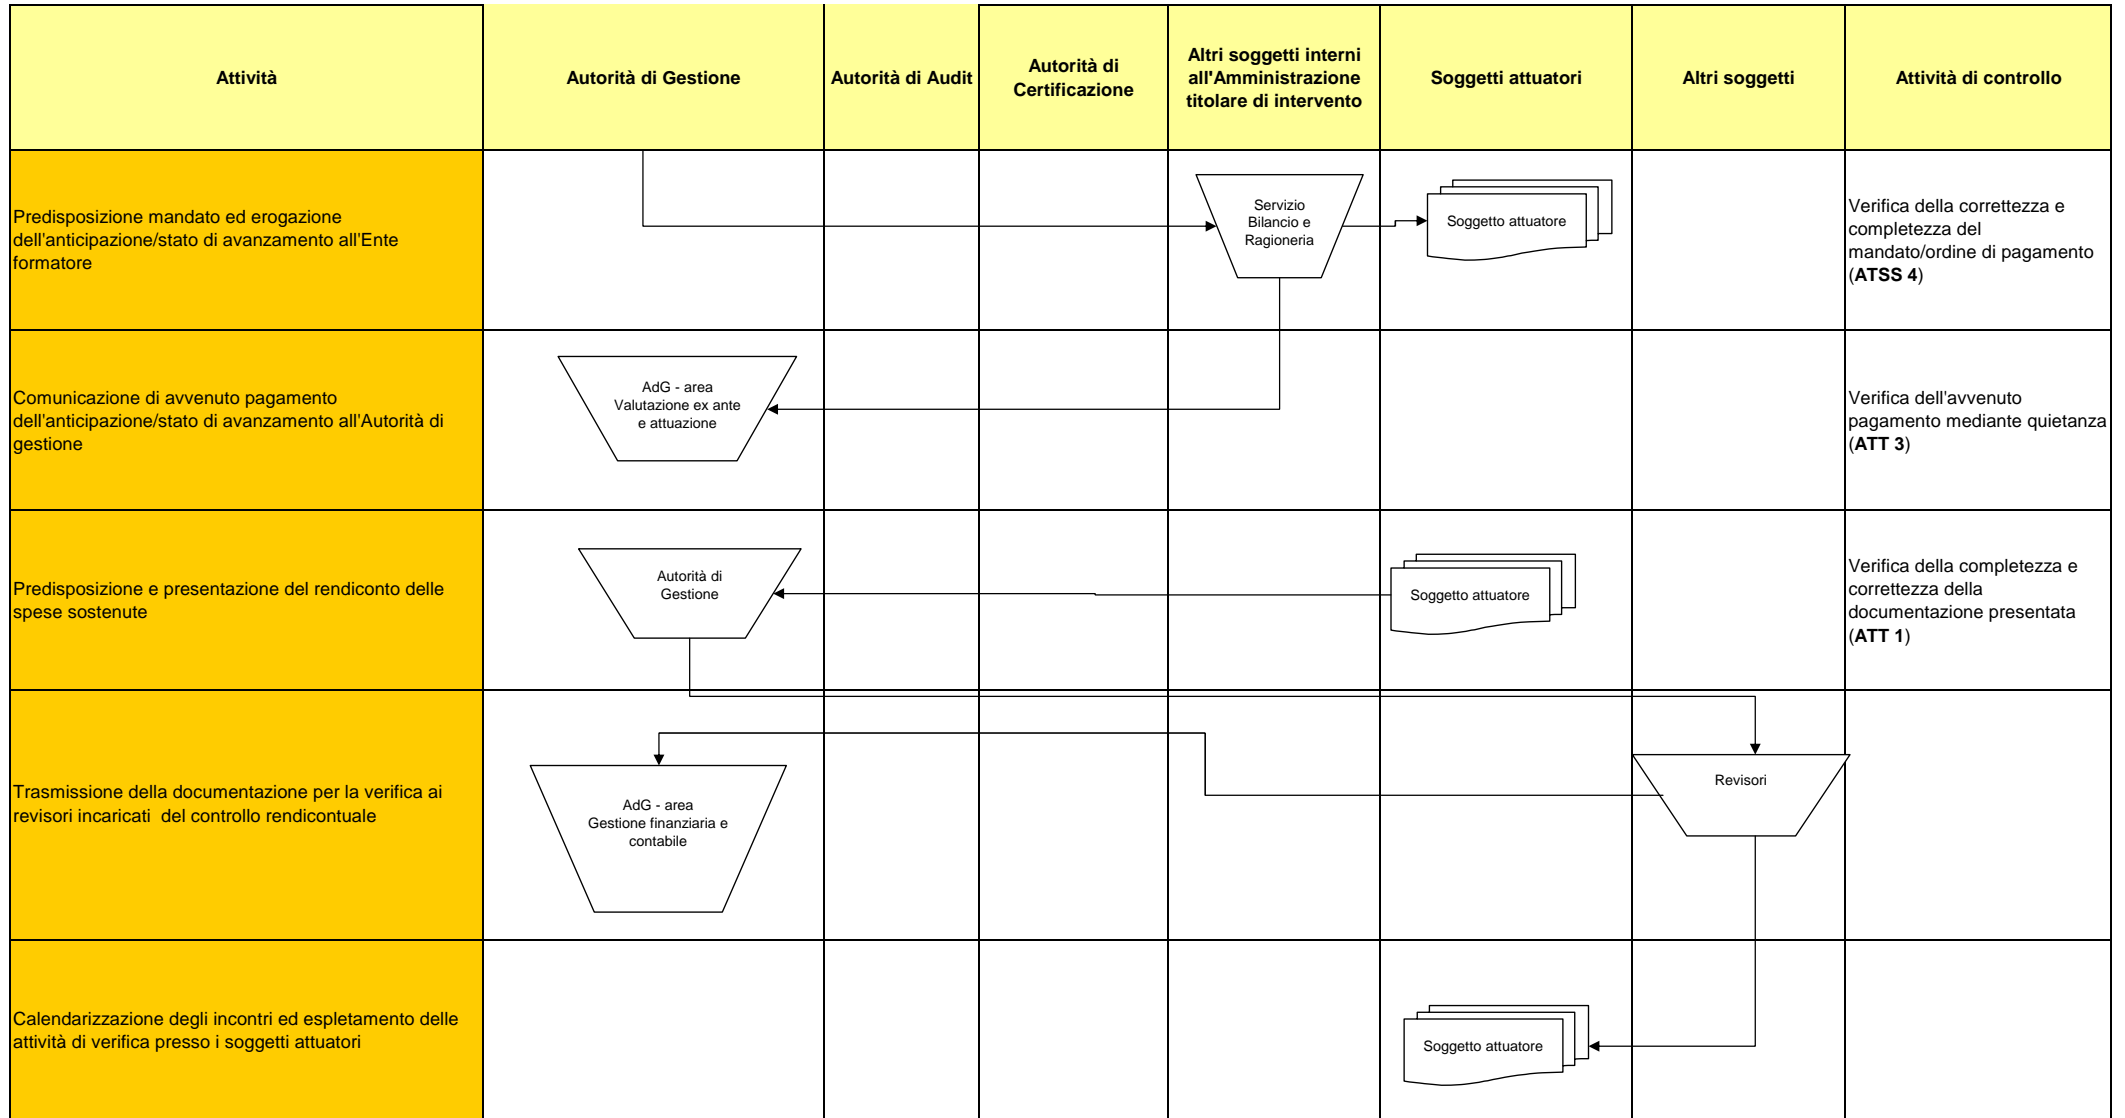 Attività
Autorità di Gestione
Autorità di Audit
Autorità di
Certificazione
Altri soggetti interni
all'Amministrazione
titolare di intervento
Soggetti attuatori
Altri soggetti
Attività di controllo
Predisposizione mandato ed erogazione
dell'anticipazione/stato di avanzamento all'Ente
formatore
Servizio
Bilancio e
Ragioneria
Soggetto attuatore
Verifica della correttezza e
completezza del
mandato/ordine di pagamento
(ATSS 4)
Comunicazione di avvenuto pagamento
dell'anticipazione/stato di avanzamento all'Autorità di
gestione
AdG - area
Valutazione ex ante
e attuazione
Verifica dell'avvenuto
pagamento mediante quietanza
(ATT 3)
Predisposizione e presentazione del rendiconto delle
spese sostenute
Autorità di
Gestione
Soggetto attuatore
Verifica della completezza e
correttezza della
documentazione presentata
(ATT 1)
Trasmissione della documentazione per la verifica ai
revisori incaricati  del controllo rendicontuale
AdG - area
Gestione finanziaria e
contabile
Revisori
Calendarizzazione degli incontri ed espletamento delle
attività di verifica presso i soggetti attuatori
Soggetto attuatore